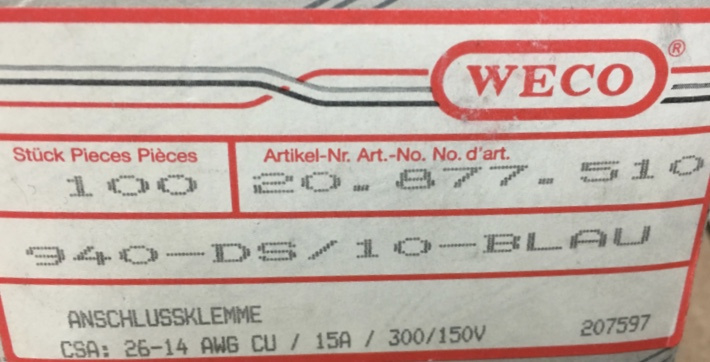 WECO®
Stück Pieces Pièces
100
Artikel-Nr. Art.-No. No. d'art.
20.877.510
940-DS/10-BLAU
ANSCHLUSSKLEMME
CSA: 26-14 AWG CU / 15A / 300/150V 207597